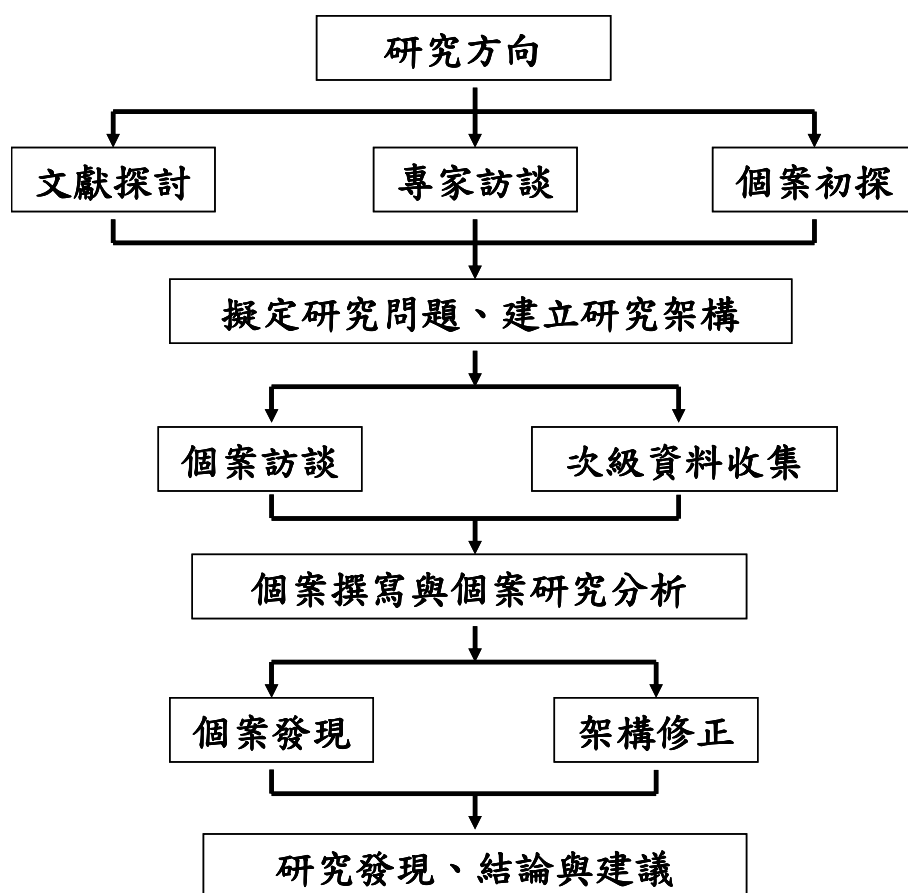 研究方向
文獻探討
專家訪談
個案初探
擬定研究問題、建立研究架構
個案訪談
次級資料收集
個案撰寫與個案研究分析
個案發現
架構修正
研究發現、結論與建議